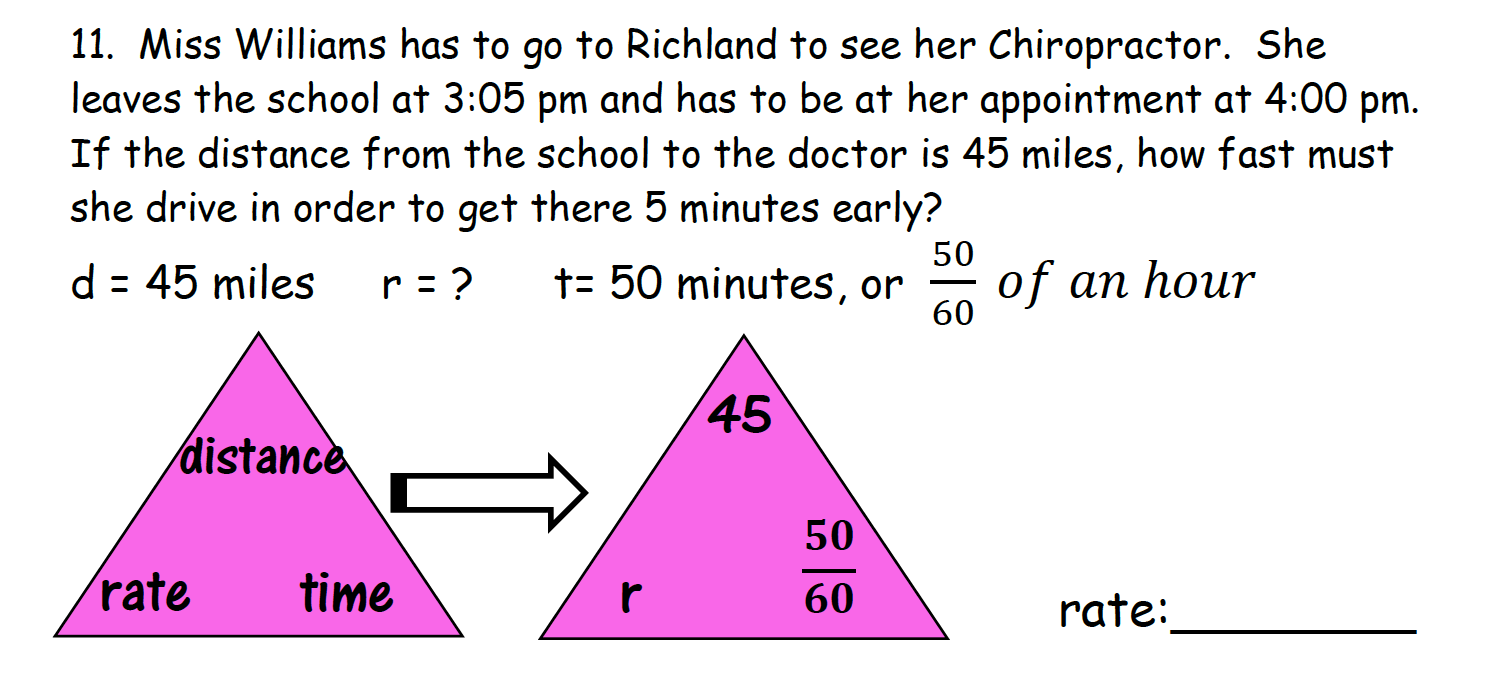 11. Miss Williams has to go to Richland to see her Chiropractor. She
leaves the school at 3:05 pm and has to be at her appointment at 4:00 pm.
If the distance from the school to the doctor is 45 miles, how fast must
she drive in order to get there 5 minutes early?
d = 45 miles r = ? t= 50 minutes, or 50/60 of an hour
distance
rate time
45
r 50/60
rate:__________